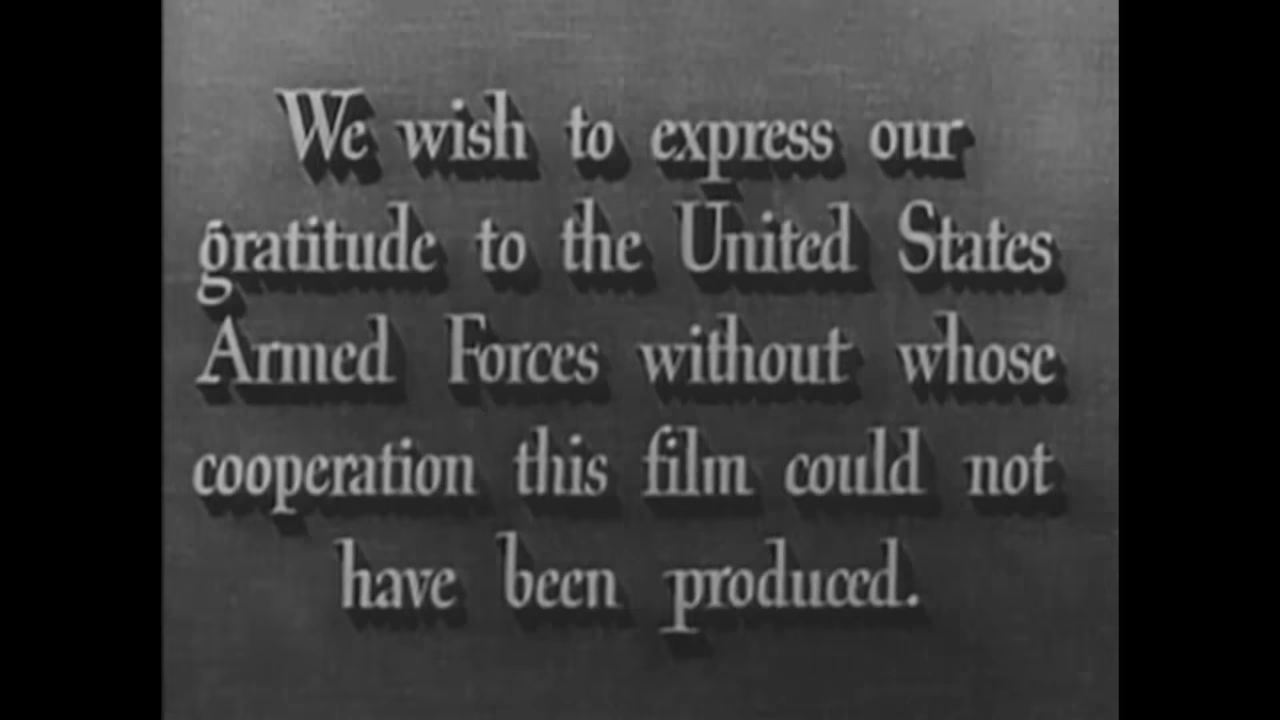 We wish to express our
gratitude to the United States
Armed Forces without whose
cooperation this film could not
have been produced.